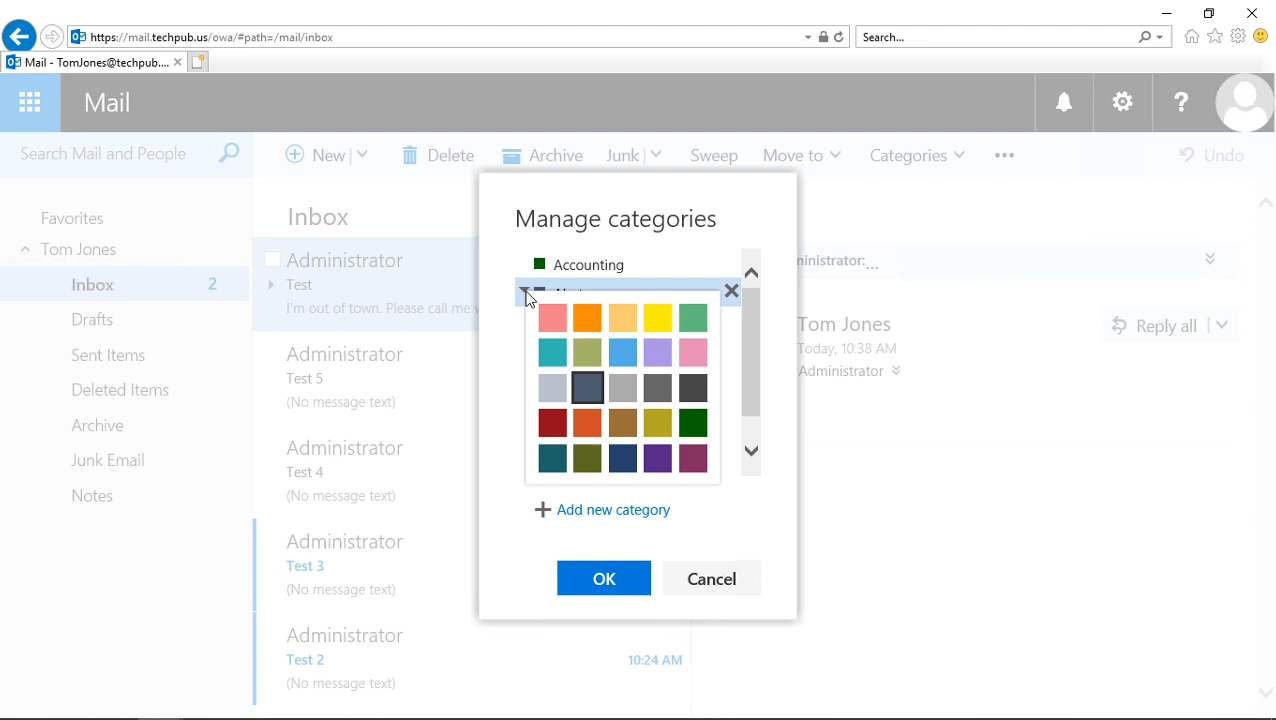 https://mail.techpub.us/owa/#path=/mail/inbox
Search...
Mail - TomJones@techpub....
Mail
Search Mail and People
New
Delete
Archive
Junk
Sweep
Move to
Categories
Undo
Favorites
Tom Jones
Inbox 2
Drafts
Sent Items
Deleted Items
Archive
Junk Email
Notes
Inbox
Administrator
Test
I'm out of town. Please call me
Administrator
Test 5
(No message text)
Administrator
Test 4
(No message text)
Administrator
Test 3
(No message text)
Administrator
Test 2 10:24 AM
(No message text)
Manage categories
Accounting
Add new category
OK Cancel
...
Tom Jones
Today, 10:38 AM
Administrator
Reply all